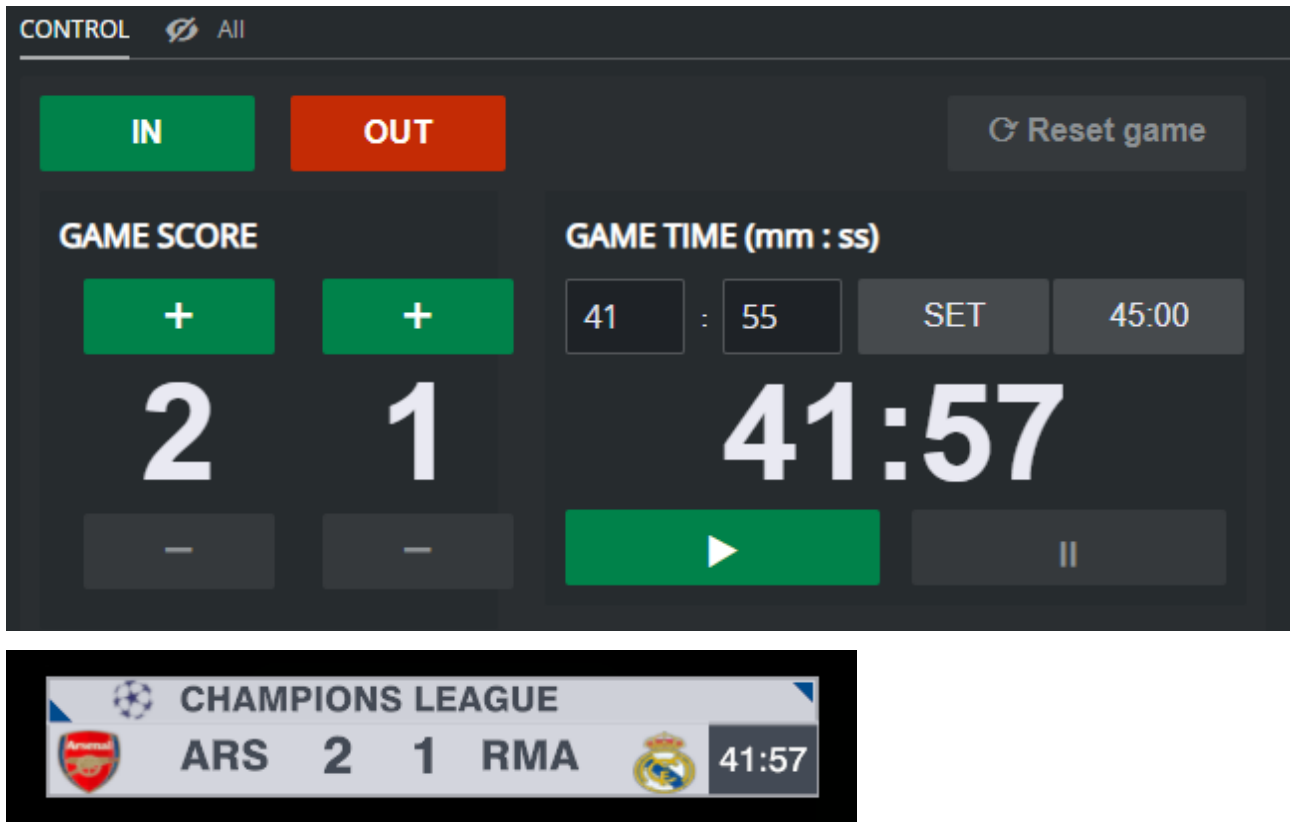 CONTROL All
IN OUT Reset game
GAME SCORE GAME TIME (mm : ss)
+ + 41 : 55 SET 45:00
2 1 41:57
− −
CHAMPIONS LEAGUE
Arsenal ARS 2 1 RMA 41:57